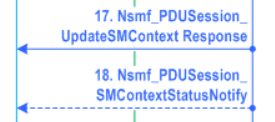 17. Nsmf_PDUSession_
UpdateSMContext Response
18. Nsmf_PDUSession_
SMContextStatusNotify